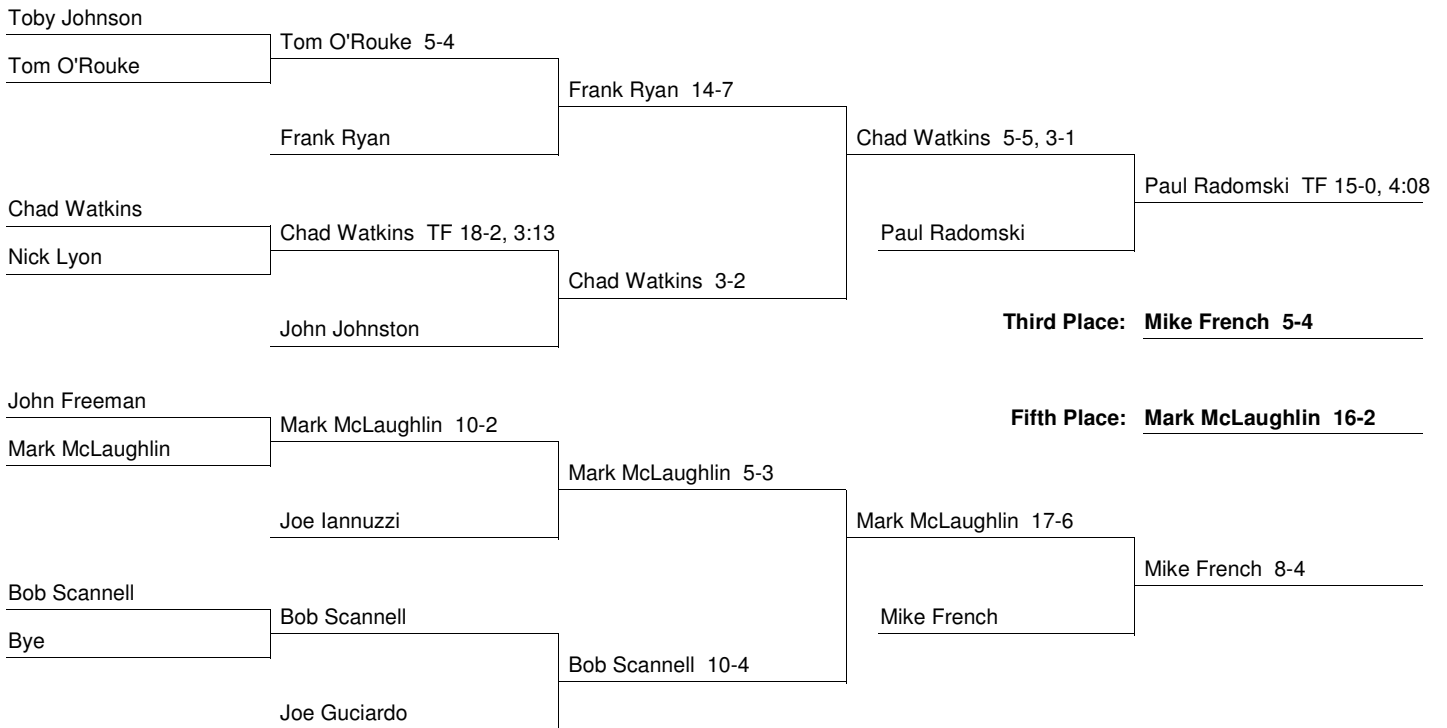 Toby Johnson
Tom O'Rouke 5-4
Tom O'Rouke
Frank Ryan 14-7
Frank Ryan
Chad Watkins 5-5, 3-1
Paul Radomski TF 15-0, 4:08
Chad Watkins
Chad Watkins TF 18-2, 3:13
Paul Radomski
Nick Lyon
Chad Watkins 3-2
John Johnston
Third Place: Mike French 5-4
John Freeman
Mark McLaughlin 10-2
Fifth Place: Mark McLaughlin 16-2
Mark McLaughlin
Mark McLaughlin 5-3
Joe Iannuzzi
Mark McLaughlin 17-6
Mike French 8-4
Bob Scannell
Bob Scannell
Mike French
Bye
Bob Scannell 10-4
Joe Guciardo